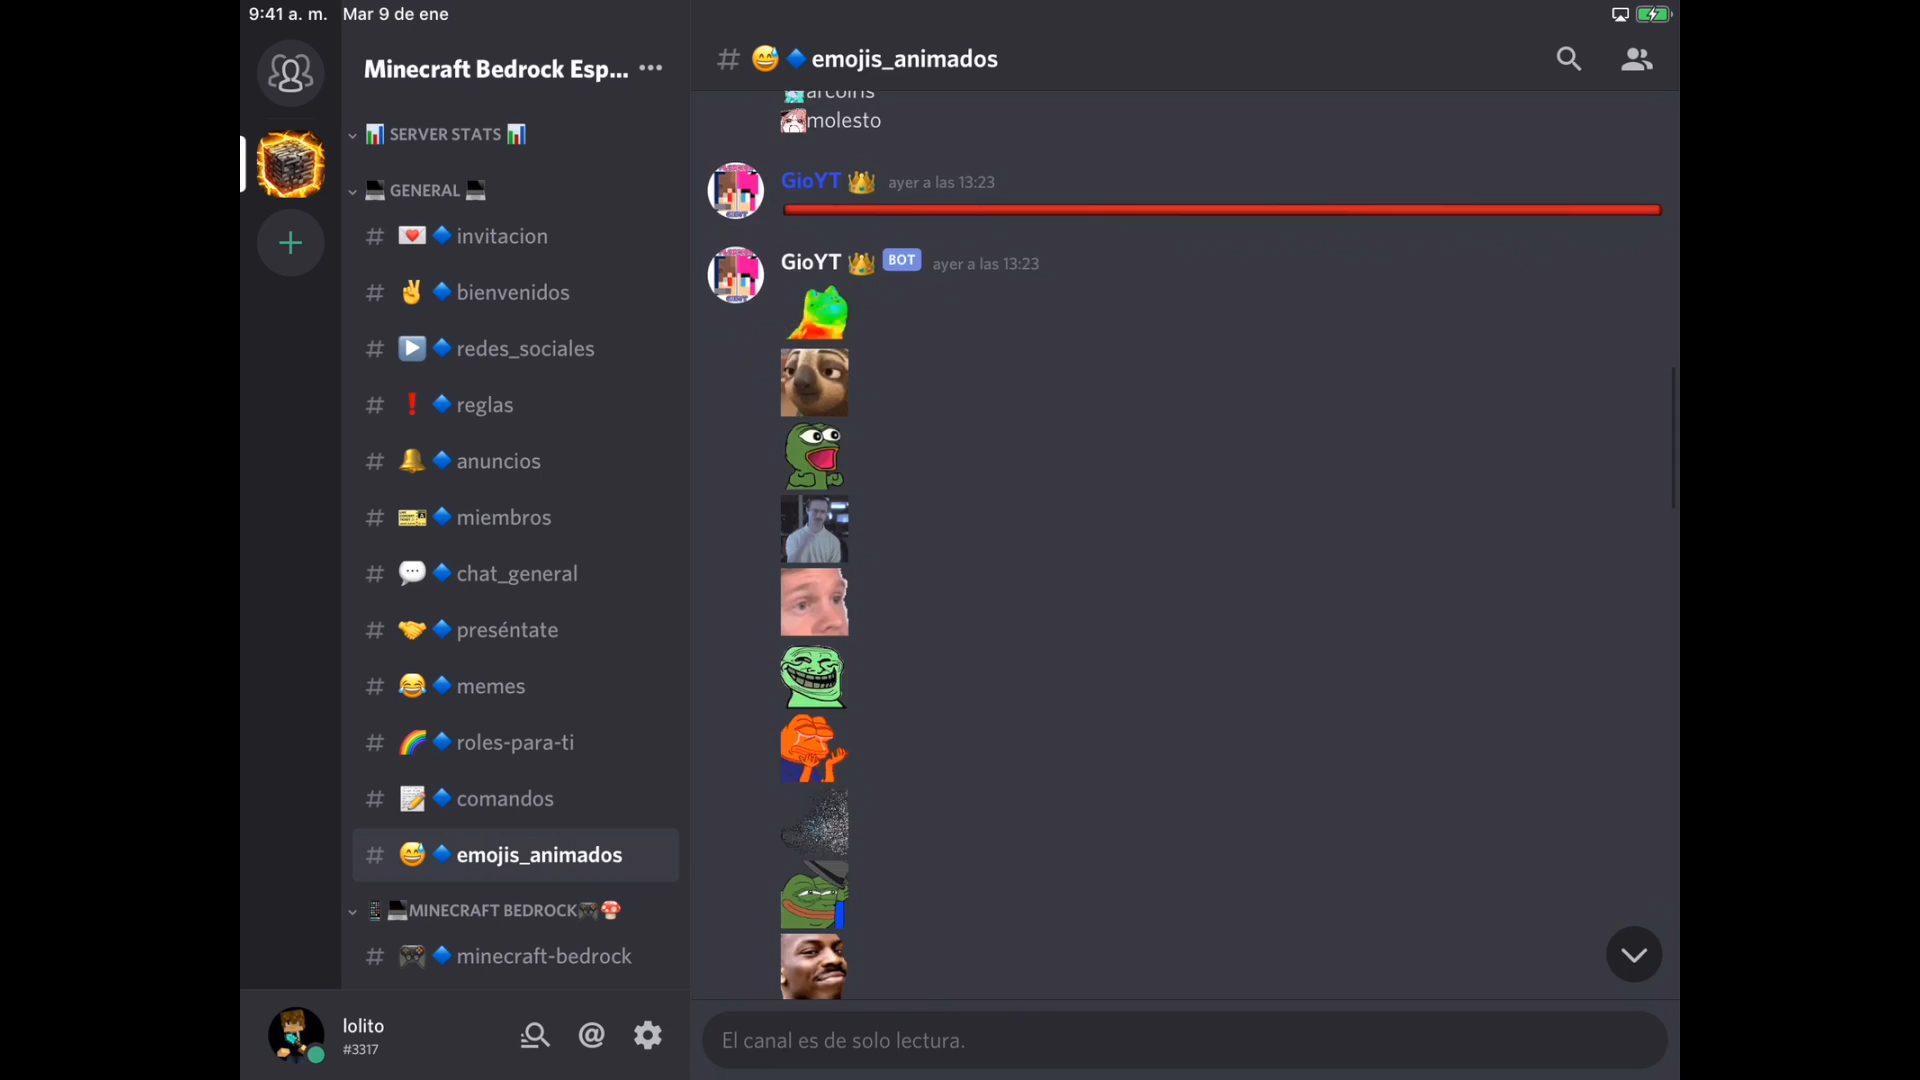 9:41 a. m. Mar 9 de ene
Minecraft Bedrock Esp...
SERVER STATS
GENERAL
# invitacion
# bienvenidos
# redes_sociales
# reglas
# anuncios
# miembros
# chat_general
# preséntate
# memes
# roles-para-ti
# comandos
# emojis_animados
MINECRAFT BEDROCK
# minecraft-bedrock
lolito
#3317
# emojis_animados
arcoiris
molesto
GioYT ayer a las 13:23
GioYT BOT ayer a las 13:23
El canal es de solo lectura.